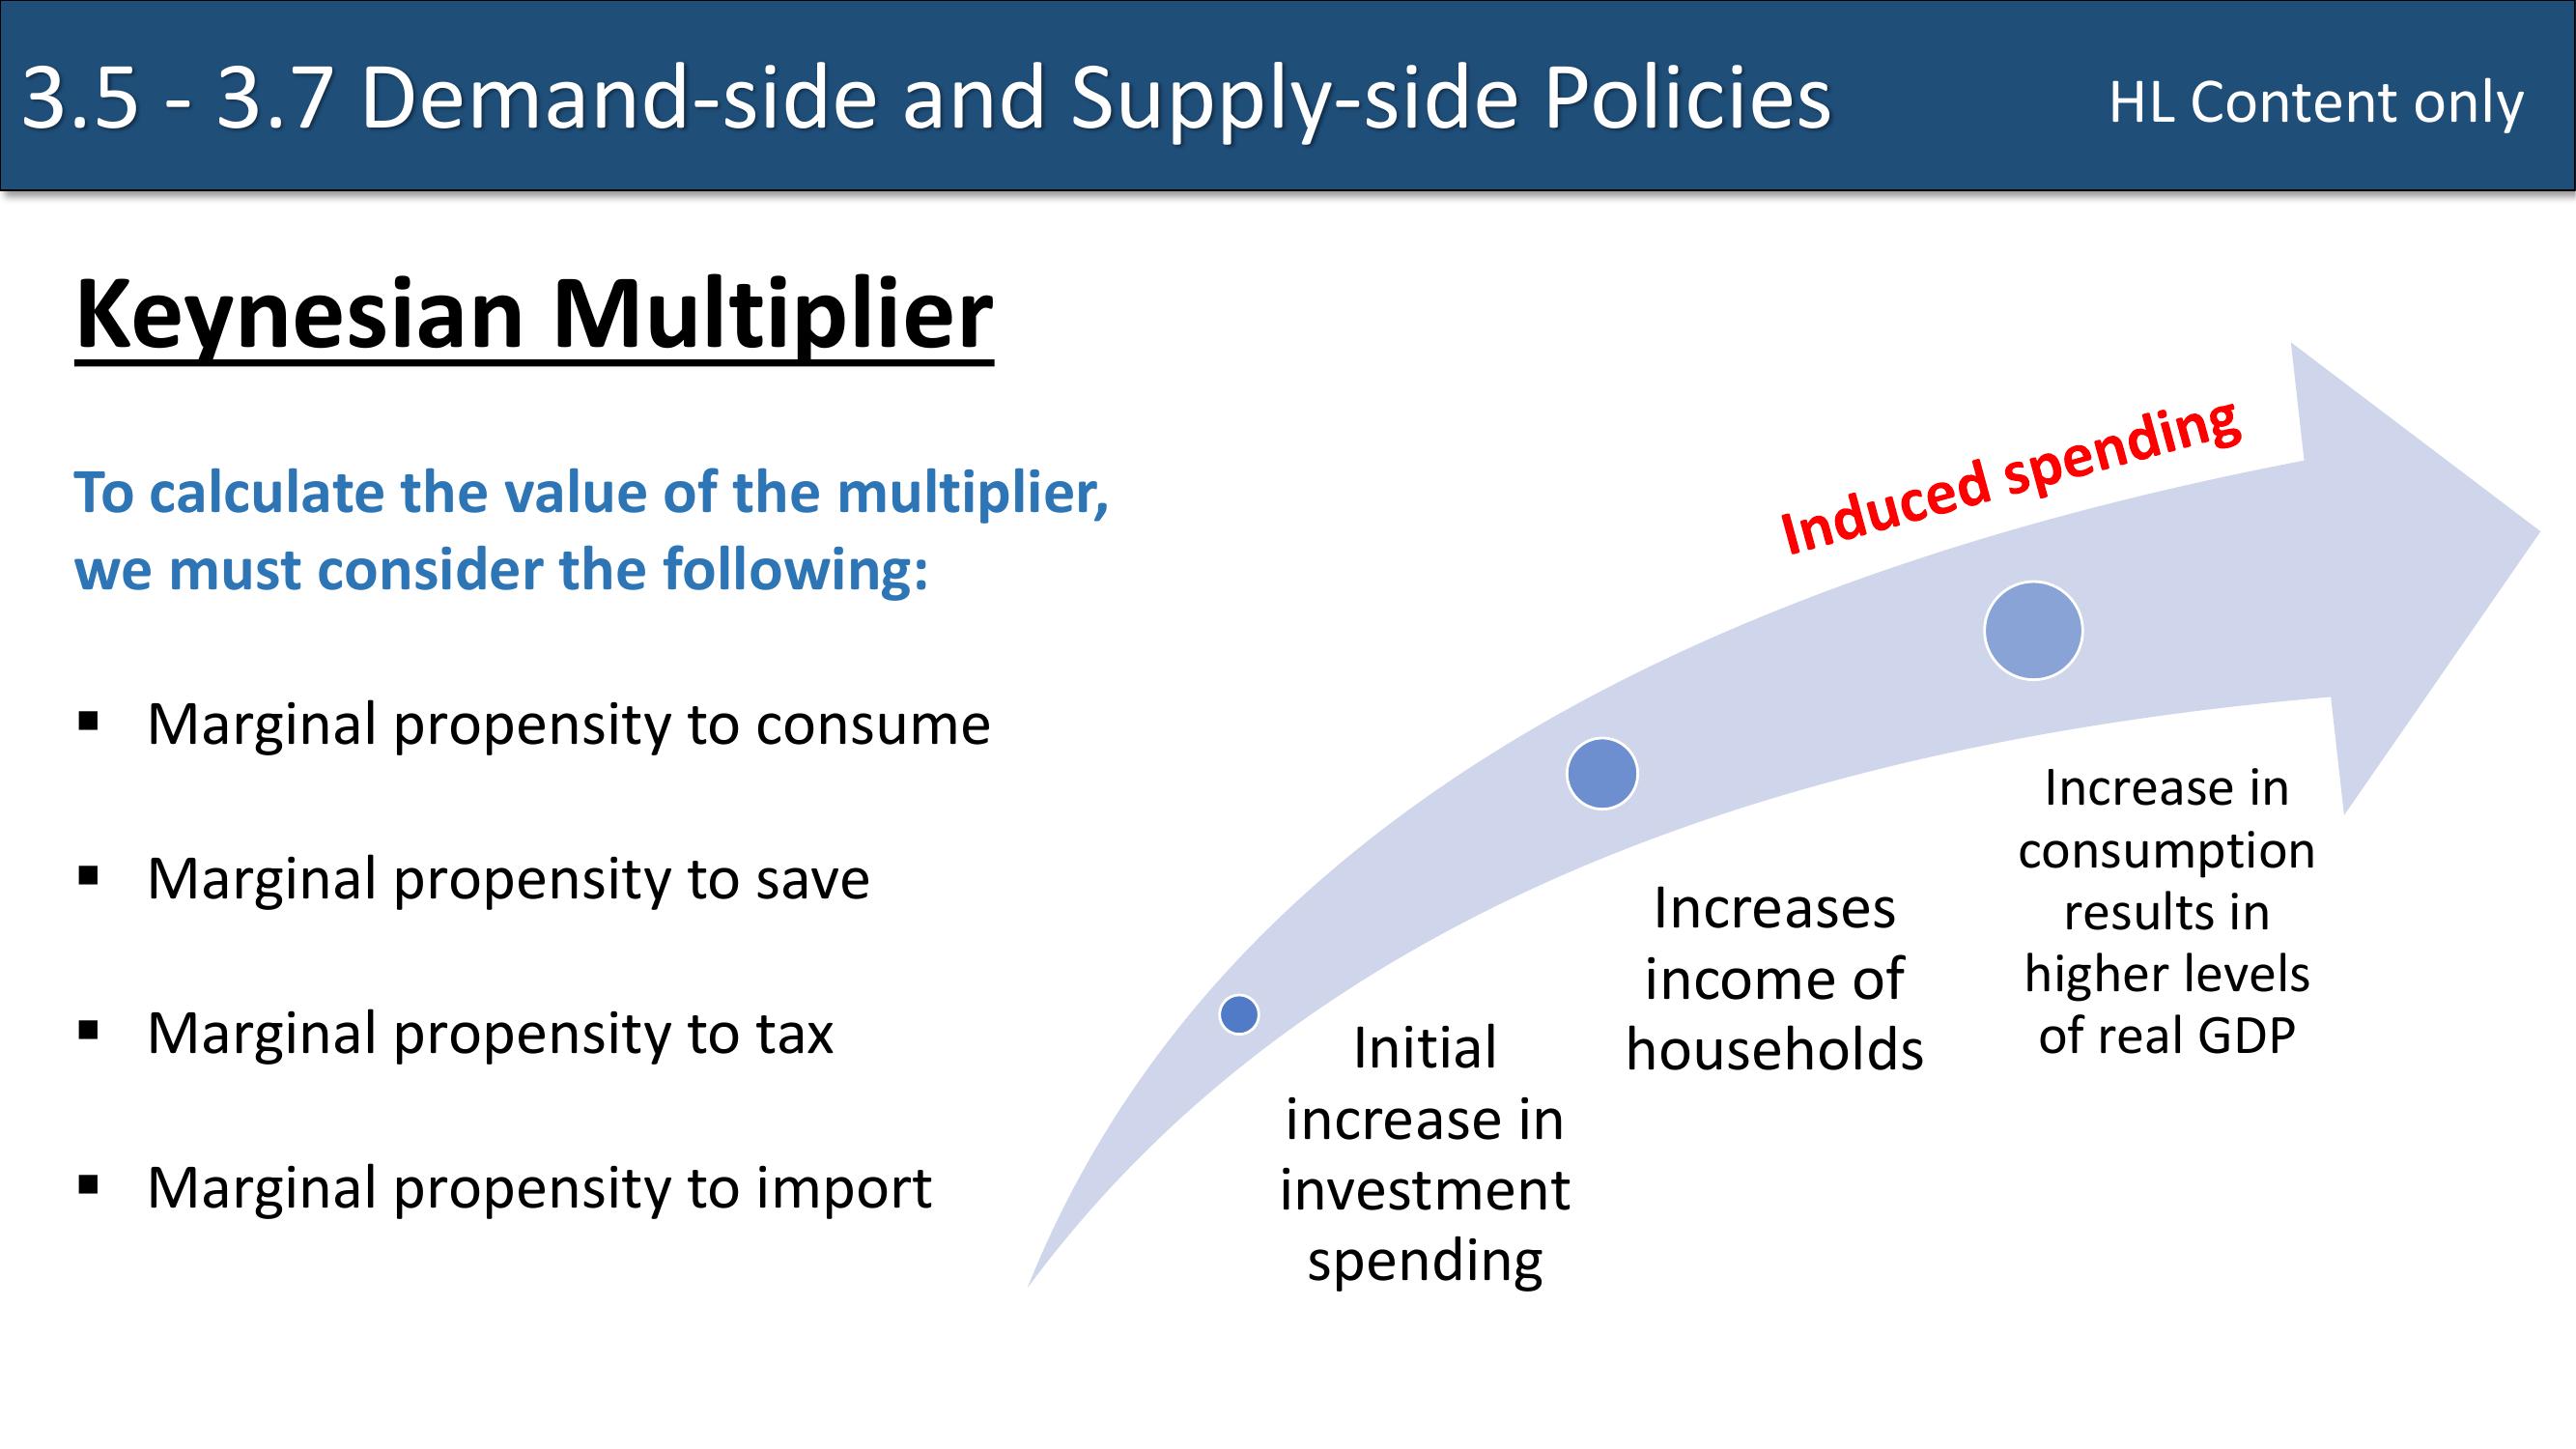 3.5 - 3.7 Demand-side and Supply-side Policies
HL Content only
Keynesian Multiplier
To calculate the value of the multiplier,
we must consider the following:
▪ Marginal propensity to consume
▪ Marginal propensity to save
▪ Marginal propensity to tax
▪ Marginal propensity to import
Induced spending
Initial
increase in
investment
spending
Increases
income of
households
Increase in
consumption
results in
higher levels
of real GDP